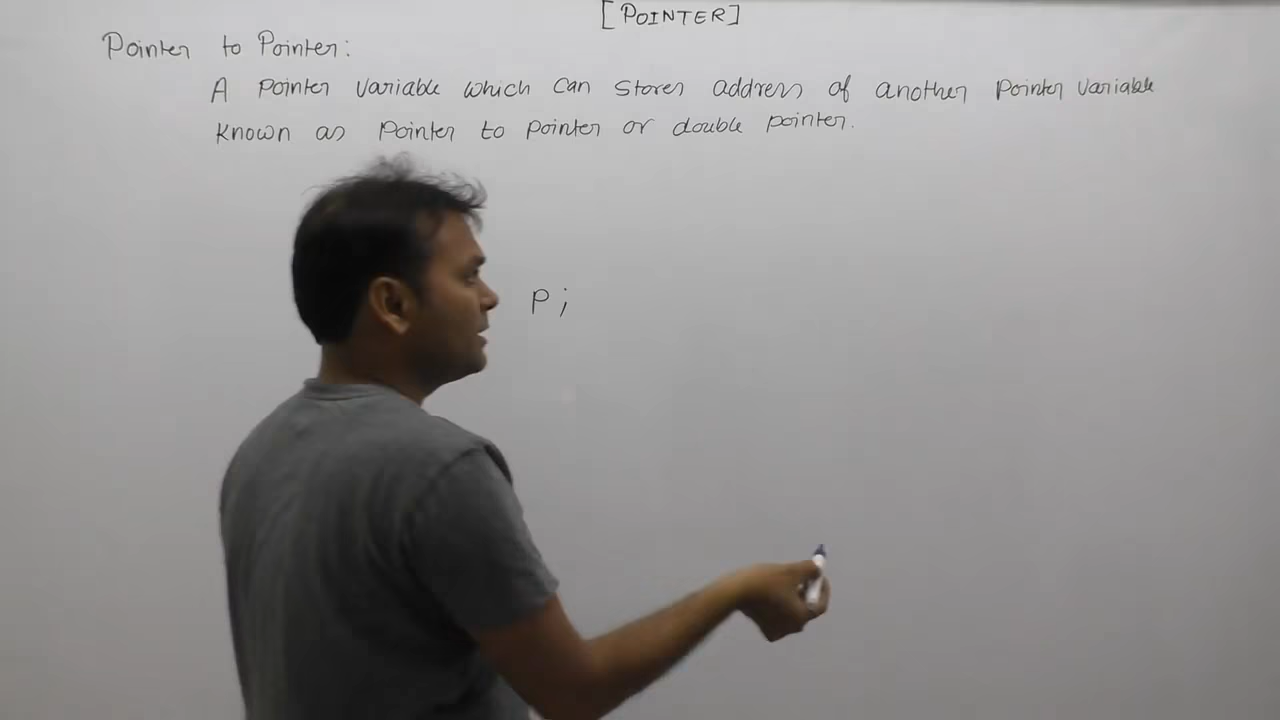 [POINTER]
Pointer to Pointer:
A pointer variable which can stores address of another pointer variable
known as pointer to pointer or double pointer.
P ;